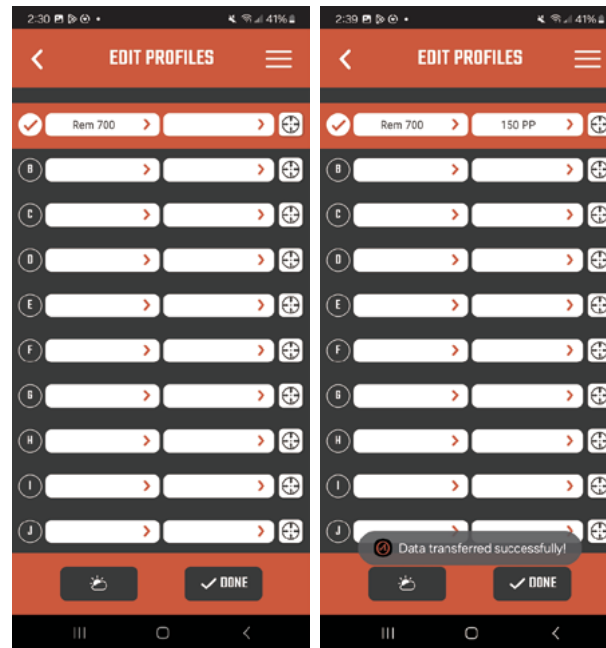 2:30 41%
EDIT PROFILES
Rem 700
B
C
D
E
F
G
H
I
J
DONE
2:39 41%
EDIT PROFILES
Rem 700 150 PP
B
C
D
E
F
G
H
I
J
Data transferred successfully!
DONE